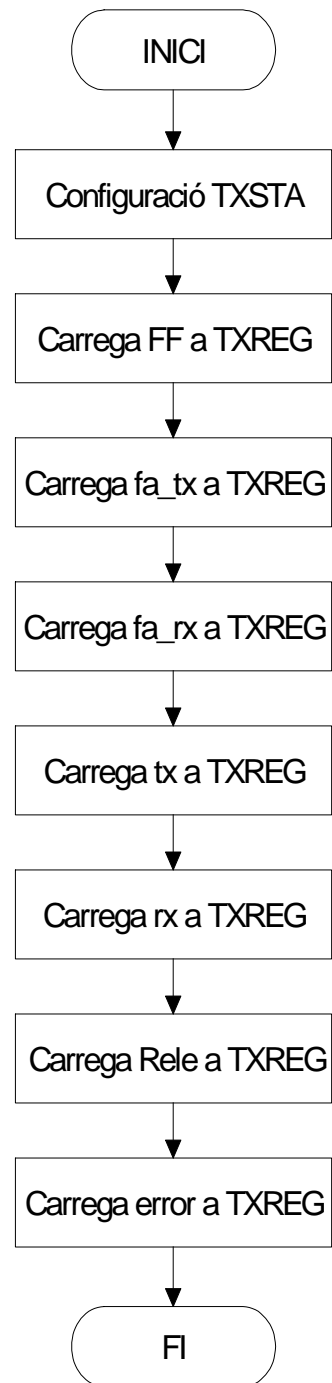 INICI
Configuració TXSTA
Carrega FF a TXREG
Carrega fa_tx a TXREG
Carrega fa_rx a TXREG
Carrega tx a TXREG
Carrega rx a TXREG
Carrega Rele a TXREG
Carrega error a TXREG
FI